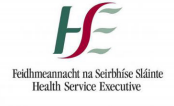 HSE
Feidhmeannacht na Seirbhíse Sláinte
Health Service Executive